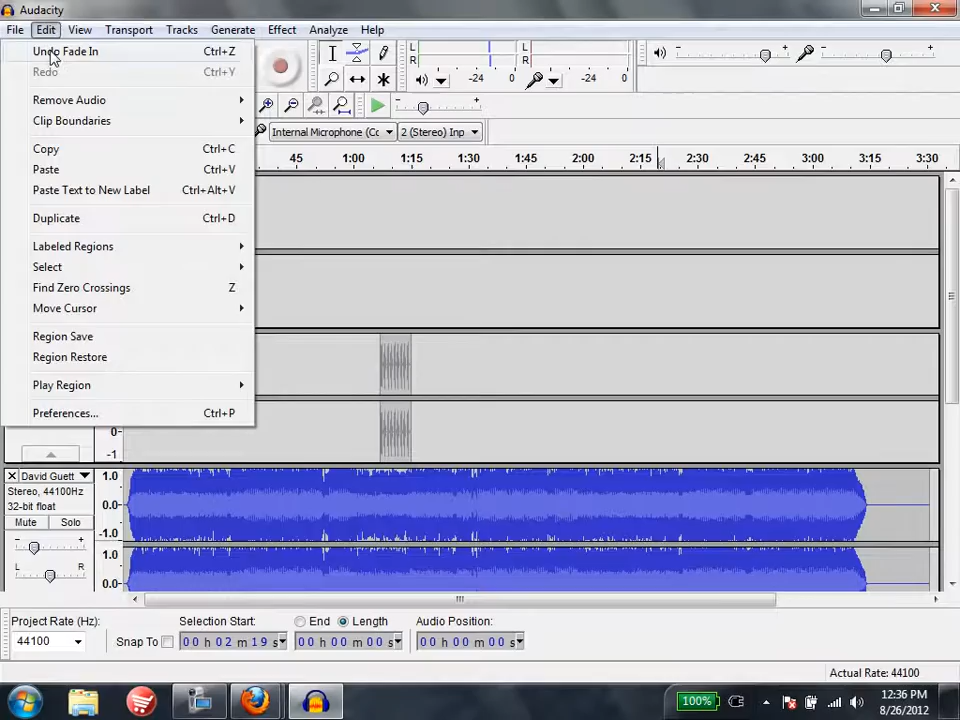 Audacity
File Edit View Transport Tracks Generate Effect Analyze Help
Undo Fade In Ctrl+Z
Redo Ctrl+Y
Remove Audio
Clip Boundaries
Copy Ctrl+C
Paste Ctrl+V
Paste Text to New Label Ctrl+Alt+V
Duplicate Ctrl+D
Labeled Regions
Select
Find Zero Crossings Z
Move Cursor
Region Save
Region Restore
Play Region
Preferences... Ctrl+P
L
R
-24 0
L
R
-24 0
Internal Microphone (Cc 2 (Stereo) Inp
45 1:00 1:15 1:30 1:45 2:00 2:15 2:30 2:45 3:00 3:15 3:30
0-
-1
David Guett
Stereo, 44100Hz
32-bit float
Mute Solo
- +
L R
1.0
0.0-
-1.0
1.0
0.0-
Project Rate (Hz):
44100
Snap To
Selection Start:
00 h 02 m 19 s
End Length
00 h 00 m 00 s
Audio Position:
00 h 00 m 00 s
Actual Rate: 44100
100%
12:36 PM
8/26/2012